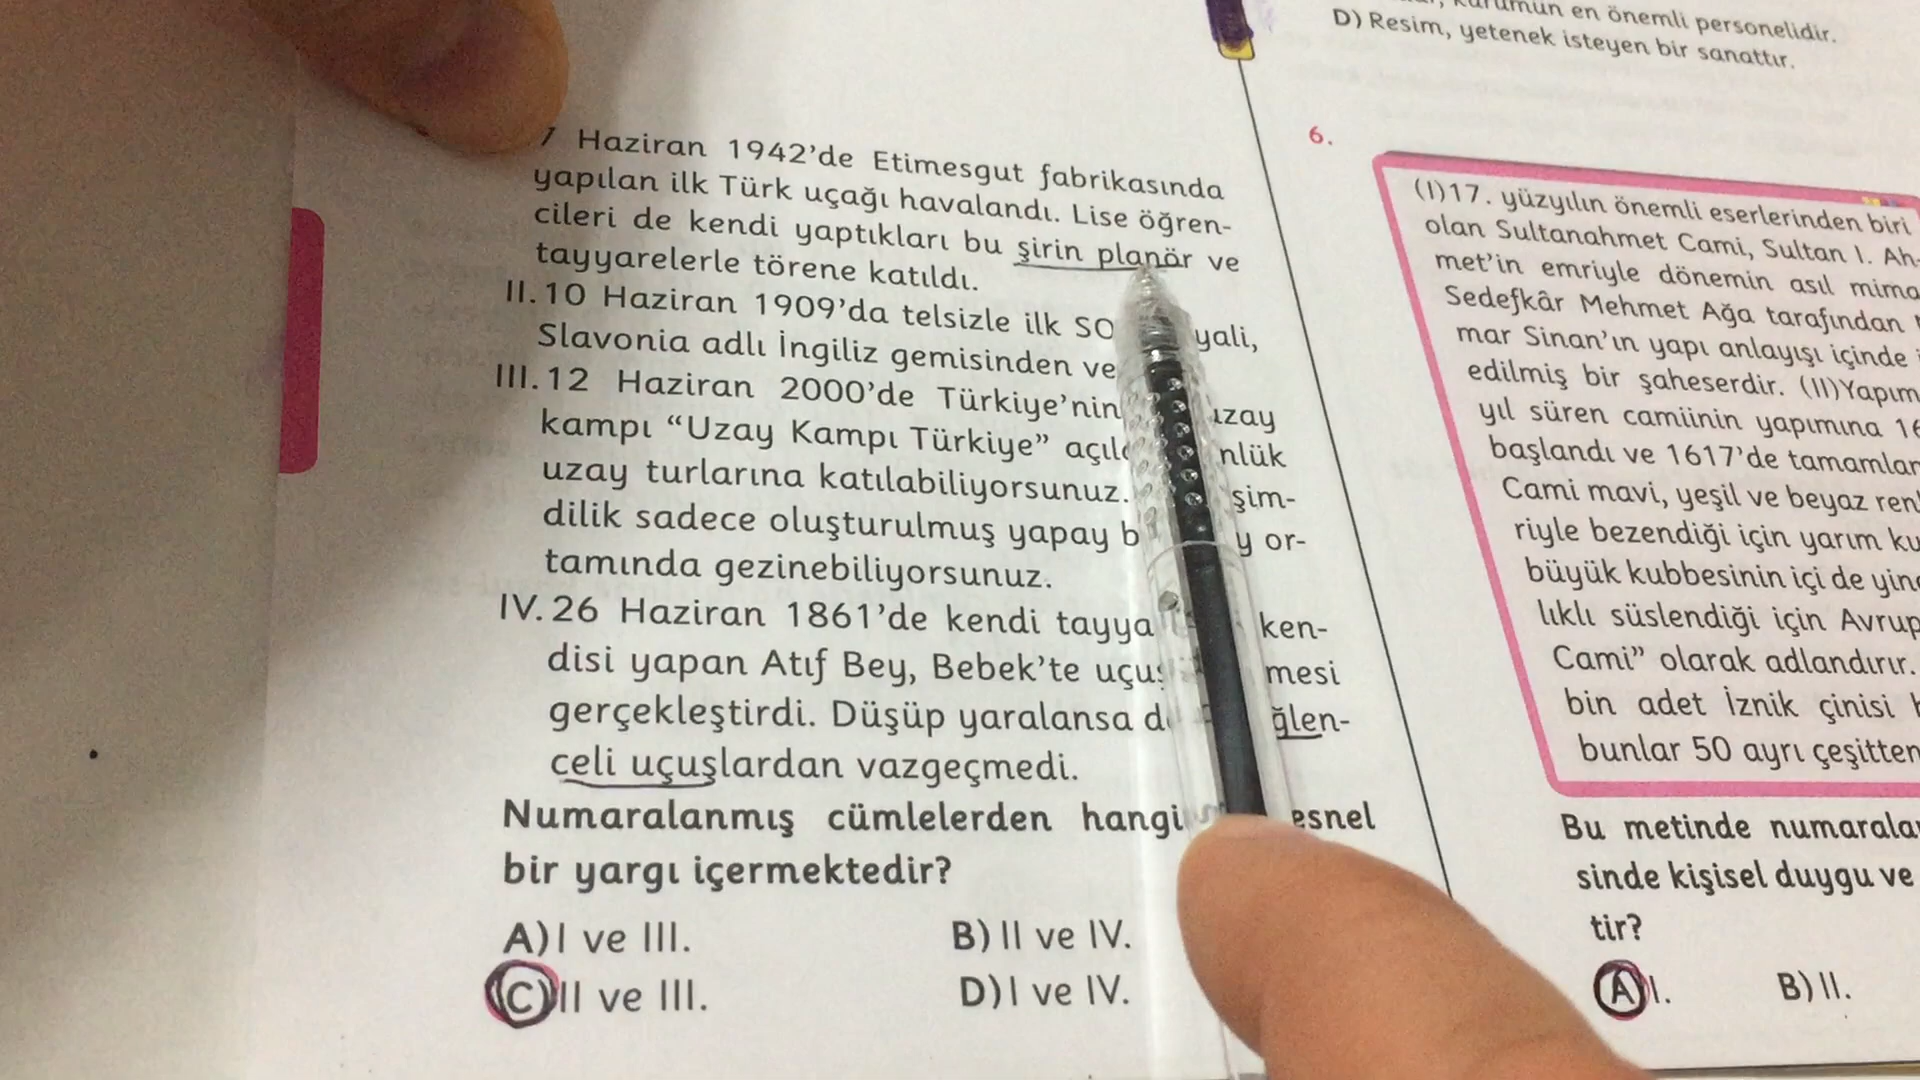 kurumun en önemli personelidir.
D) Resim, yetenek isteyen bir sanattır.
Haziran 1942’de Etimesgut fabrikasında
yapılan ilk Türk uçağı havalandı. Lise öğren-
cileri de kendi yaptıkları bu şirin planör ve
tayyarelerle törene katıldı.
II. 10 Haziran 1909’da telsizle ilk SO yali,
Slavonia adlı İngiliz gemisinden ve
III. 12 Haziran 2000’de Türkiye’nin
kampı “Uzay Kampı Türkiye” nlük
uzay turlarına katılabiliyorsunuz. şim-
dilik sadece oluşturulmuş yapay or-
tamında gezinebiliyorsunuz.
IV. 26 Haziran 1861’de kendi tayya ken-
disi yapan Atıf Bey, Bebek’te mesi
gerçekleştirdi. Düşüp yaralansa ğlen-
celi uçuşlardan vazgeçmedi.
Numaralanmış cümlelerden hangi esnel
bir yargı içermektedir?
A) I ve III.
B) II ve IV.
C) II ve III.
D) I ve IV.
6.
(I)17. yüzyılın önemli eserlerinden biri
olan Sultanahmet Cami, Sultan I. Ah-
met’in emriyle dönemin asıl mima
Sedefkâr Mehmet Ağa tarafından
mar Sinan’ın yapı anlayışı içinde
edilmiş bir şaheserdir. (II)Yapım
yıl süren camiinin yapımına
başlandı ve 1617’de tamamlan
Cami mavi, yeşil ve beyaz ren
riyle bezendiği için yarım ku
büyük kubbesinin içi de yine
lıklı süslendiği için Avrup
Cami” olarak adlandırır.
bin adet İznik çinisi
bunlar 50 ayrı çeşitten
Bu metinde numarala
sinde kişisel duygu ve
tir?
A) I.
B) II.